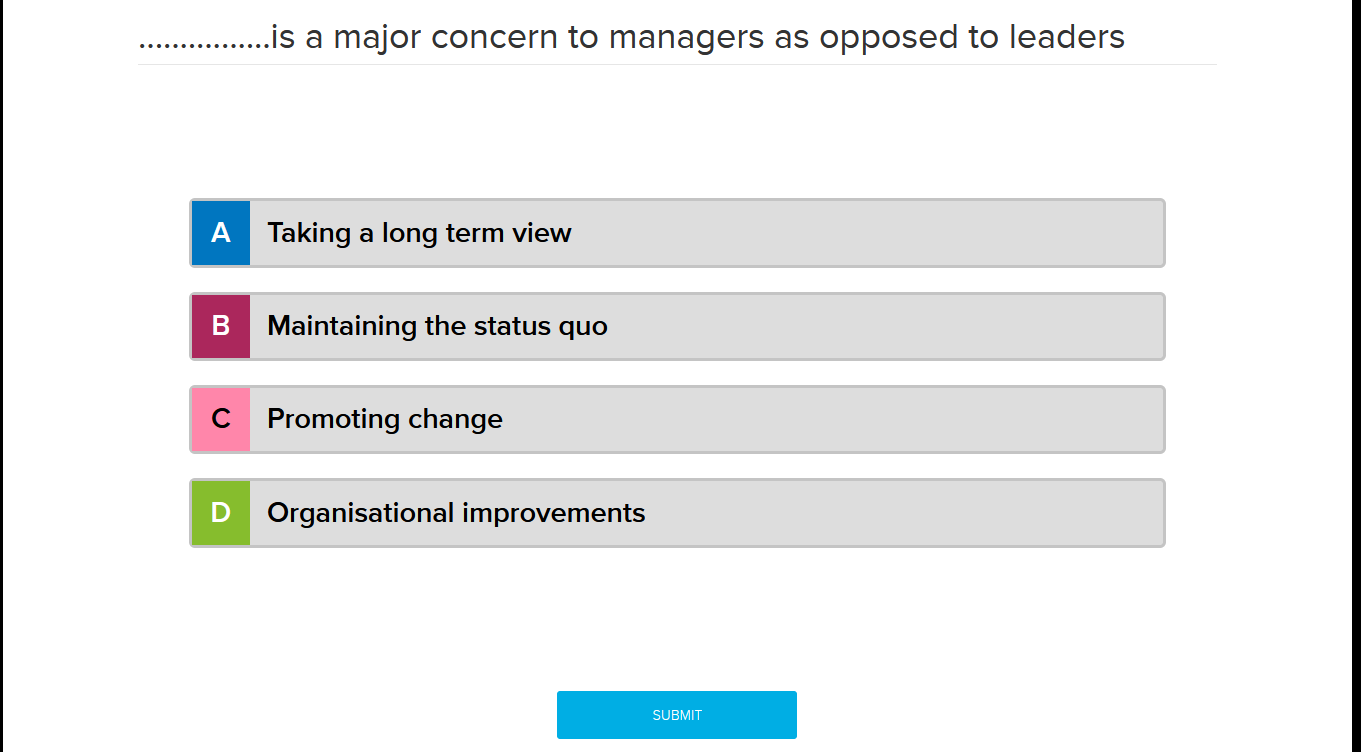 ................is a major concern to managers as opposed to leaders
A Taking a long term view
B Maintaining the status quo
C Promoting change
D Organisational improvements
SUBMIT